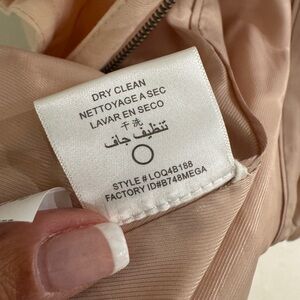 DRY CLEAN
NETTOYAGE A SEC
LAVAR EN SECO
干洗
تنظيف جاف
STYLE # LOQ4B188
FACTORY ID#B748MEGA